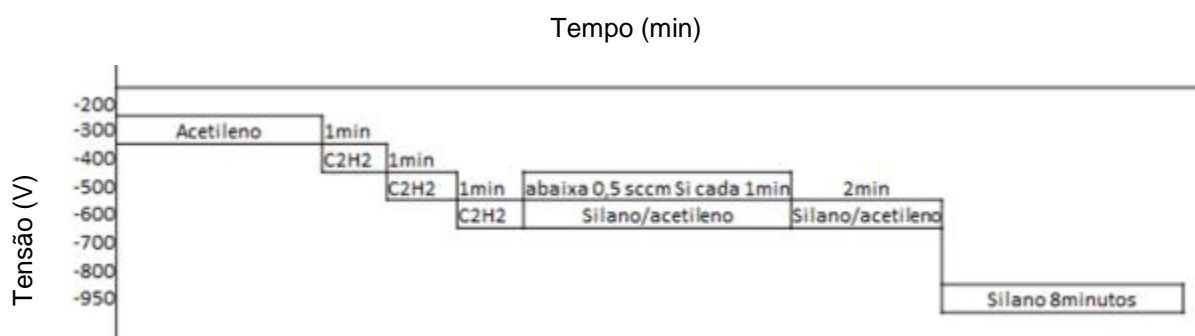 Tempo (min)
Tensão (V)
-200
-300
-400
-500
-600
-700
-800
-950
Acetileno
1min
C2H2
1min
C2H2
1min
C2H2
abaixa 0,5 sccm Si cada 1min
Silano/acetileno
2min
Silano/acetileno
Silano 8minutos